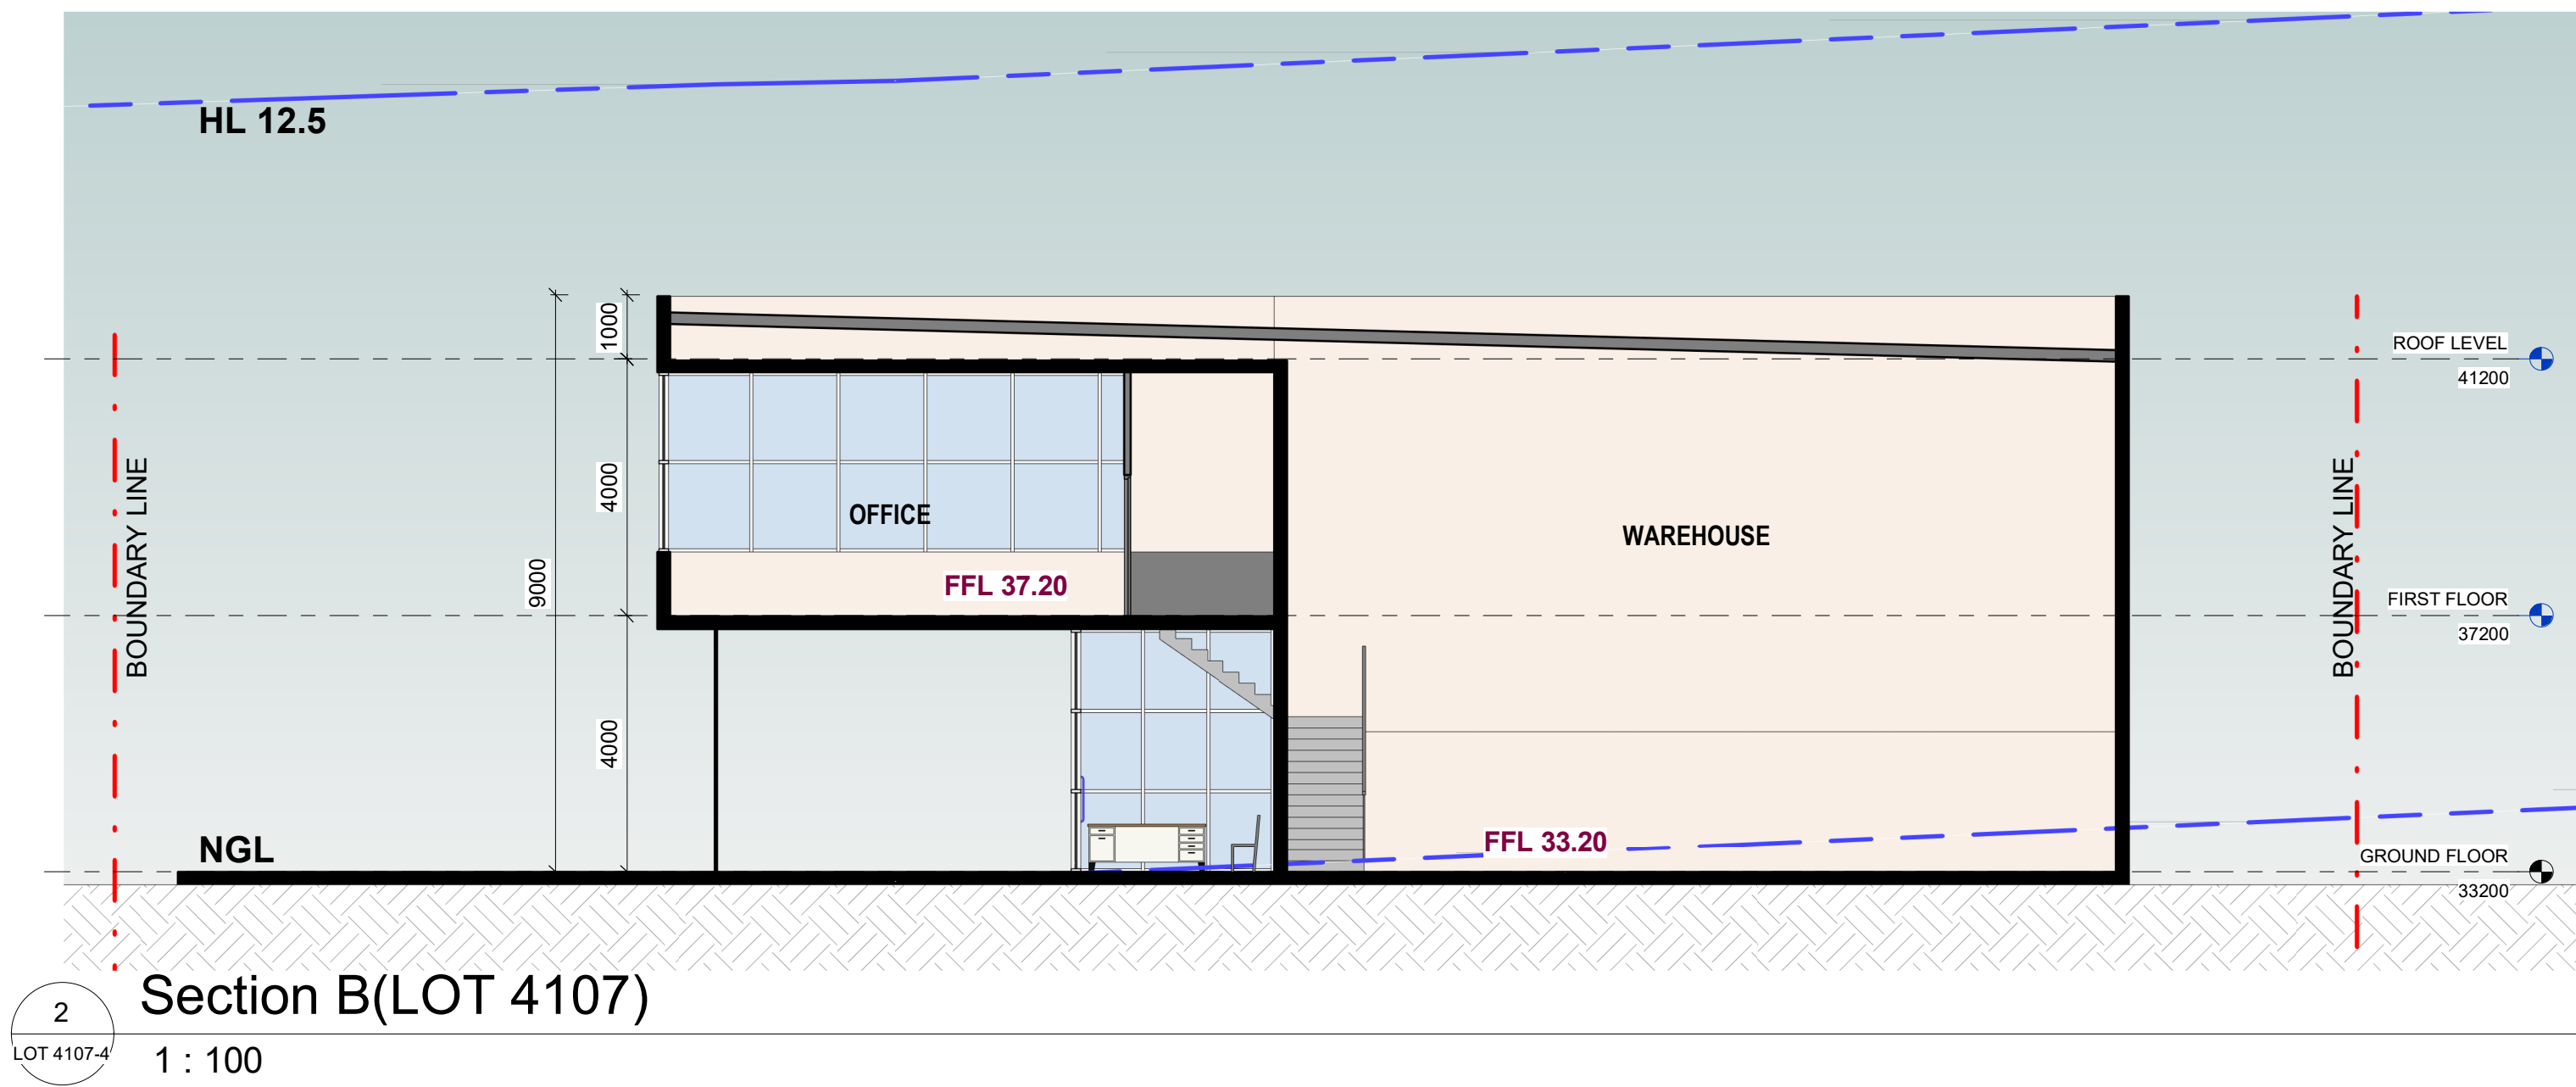 HL 12.5
1000
ROOF LEVEL
41200
4000
BOUNDARY LINE
OFFICE
WAREHOUSE
BOUNDARY LINE
9000
FFL 37.20
FIRST FLOOR
37200
4000
NGL
FFL 33.20
GROUND FLOOR
33200
2
LOT 4107-4
Section B(LOT 4107)
1 : 100